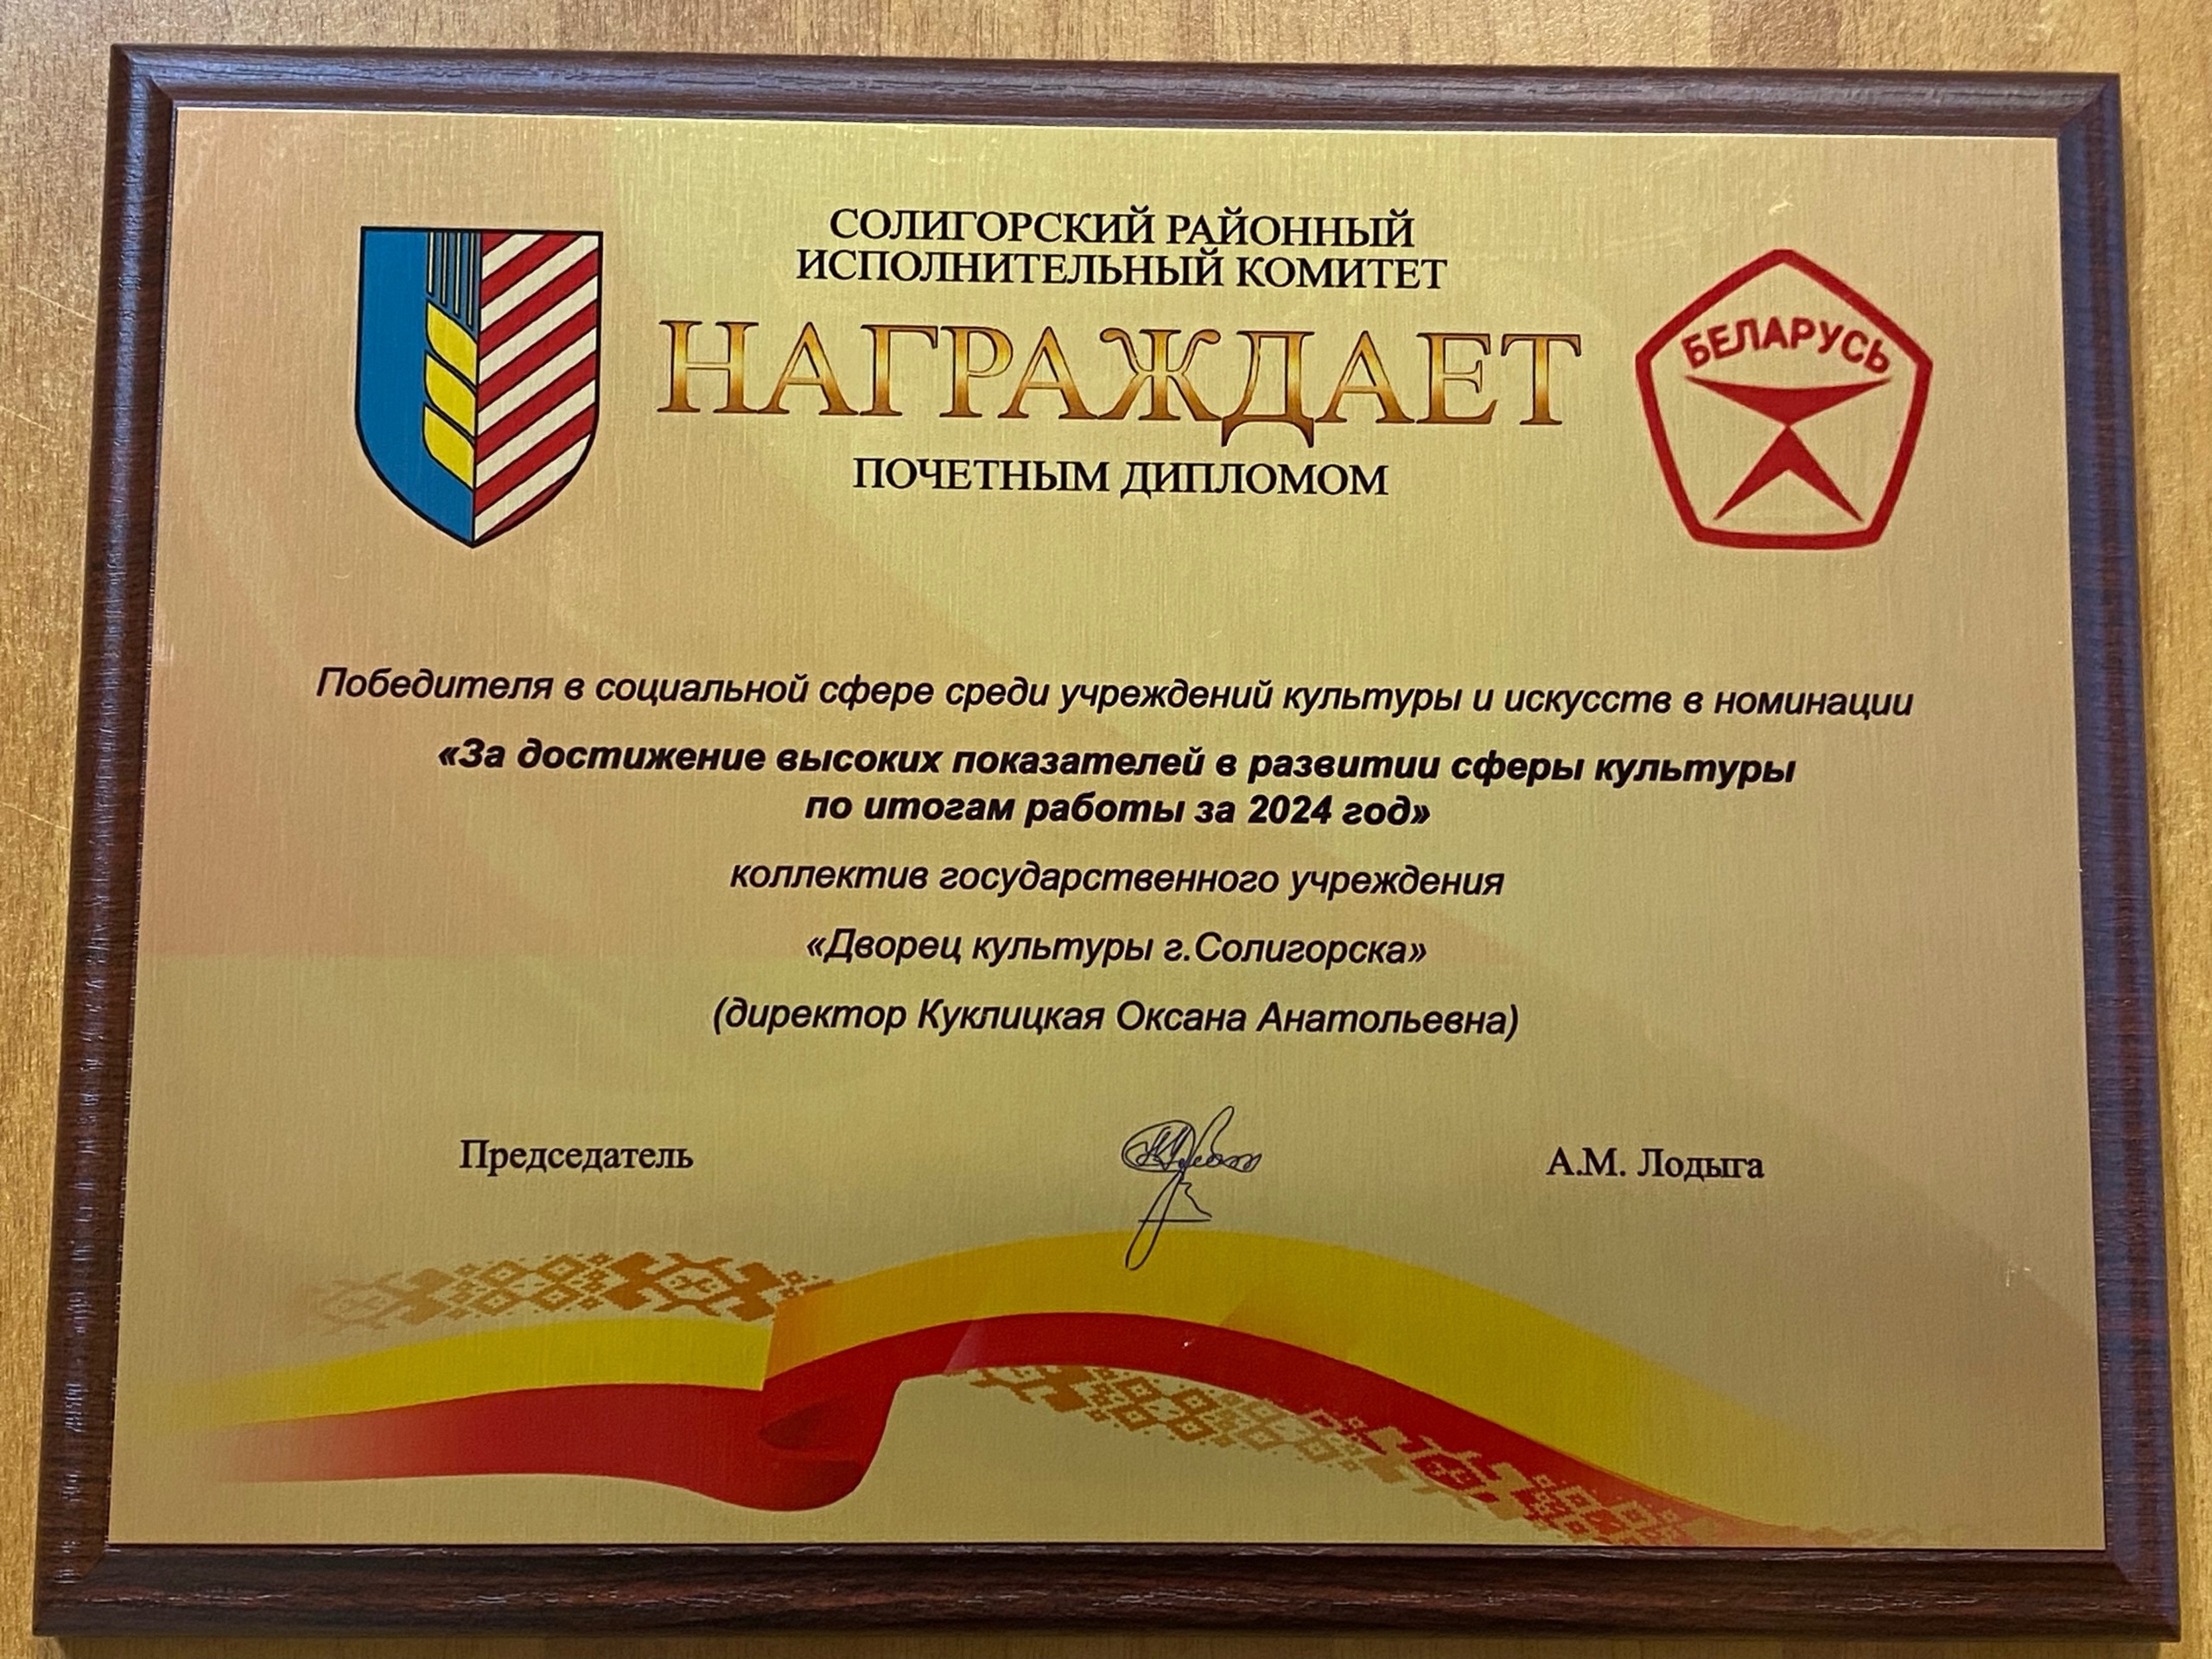 СОЛИГОРСКИЙ РАЙОННЫЙ
ИСПОЛНИТЕЛЬНЫЙ КОМИТЕТ
НАГРАЖДАЕТ
ПОЧЕТНЫМ ДИПЛОМОМ
БЕЛАРУСЬ
Победителя в социальной сфере среди учреждений культуры и искусств в номинации
«За достижение высоких показателей в развитии сферы культуры
по итогам работы за 2024 год»
коллектив государственного учреждения
«Дворец культуры г.Солигорска»
(директор Куклицкая Оксана Анатольевна)
Председатель
А.М. Лодыга